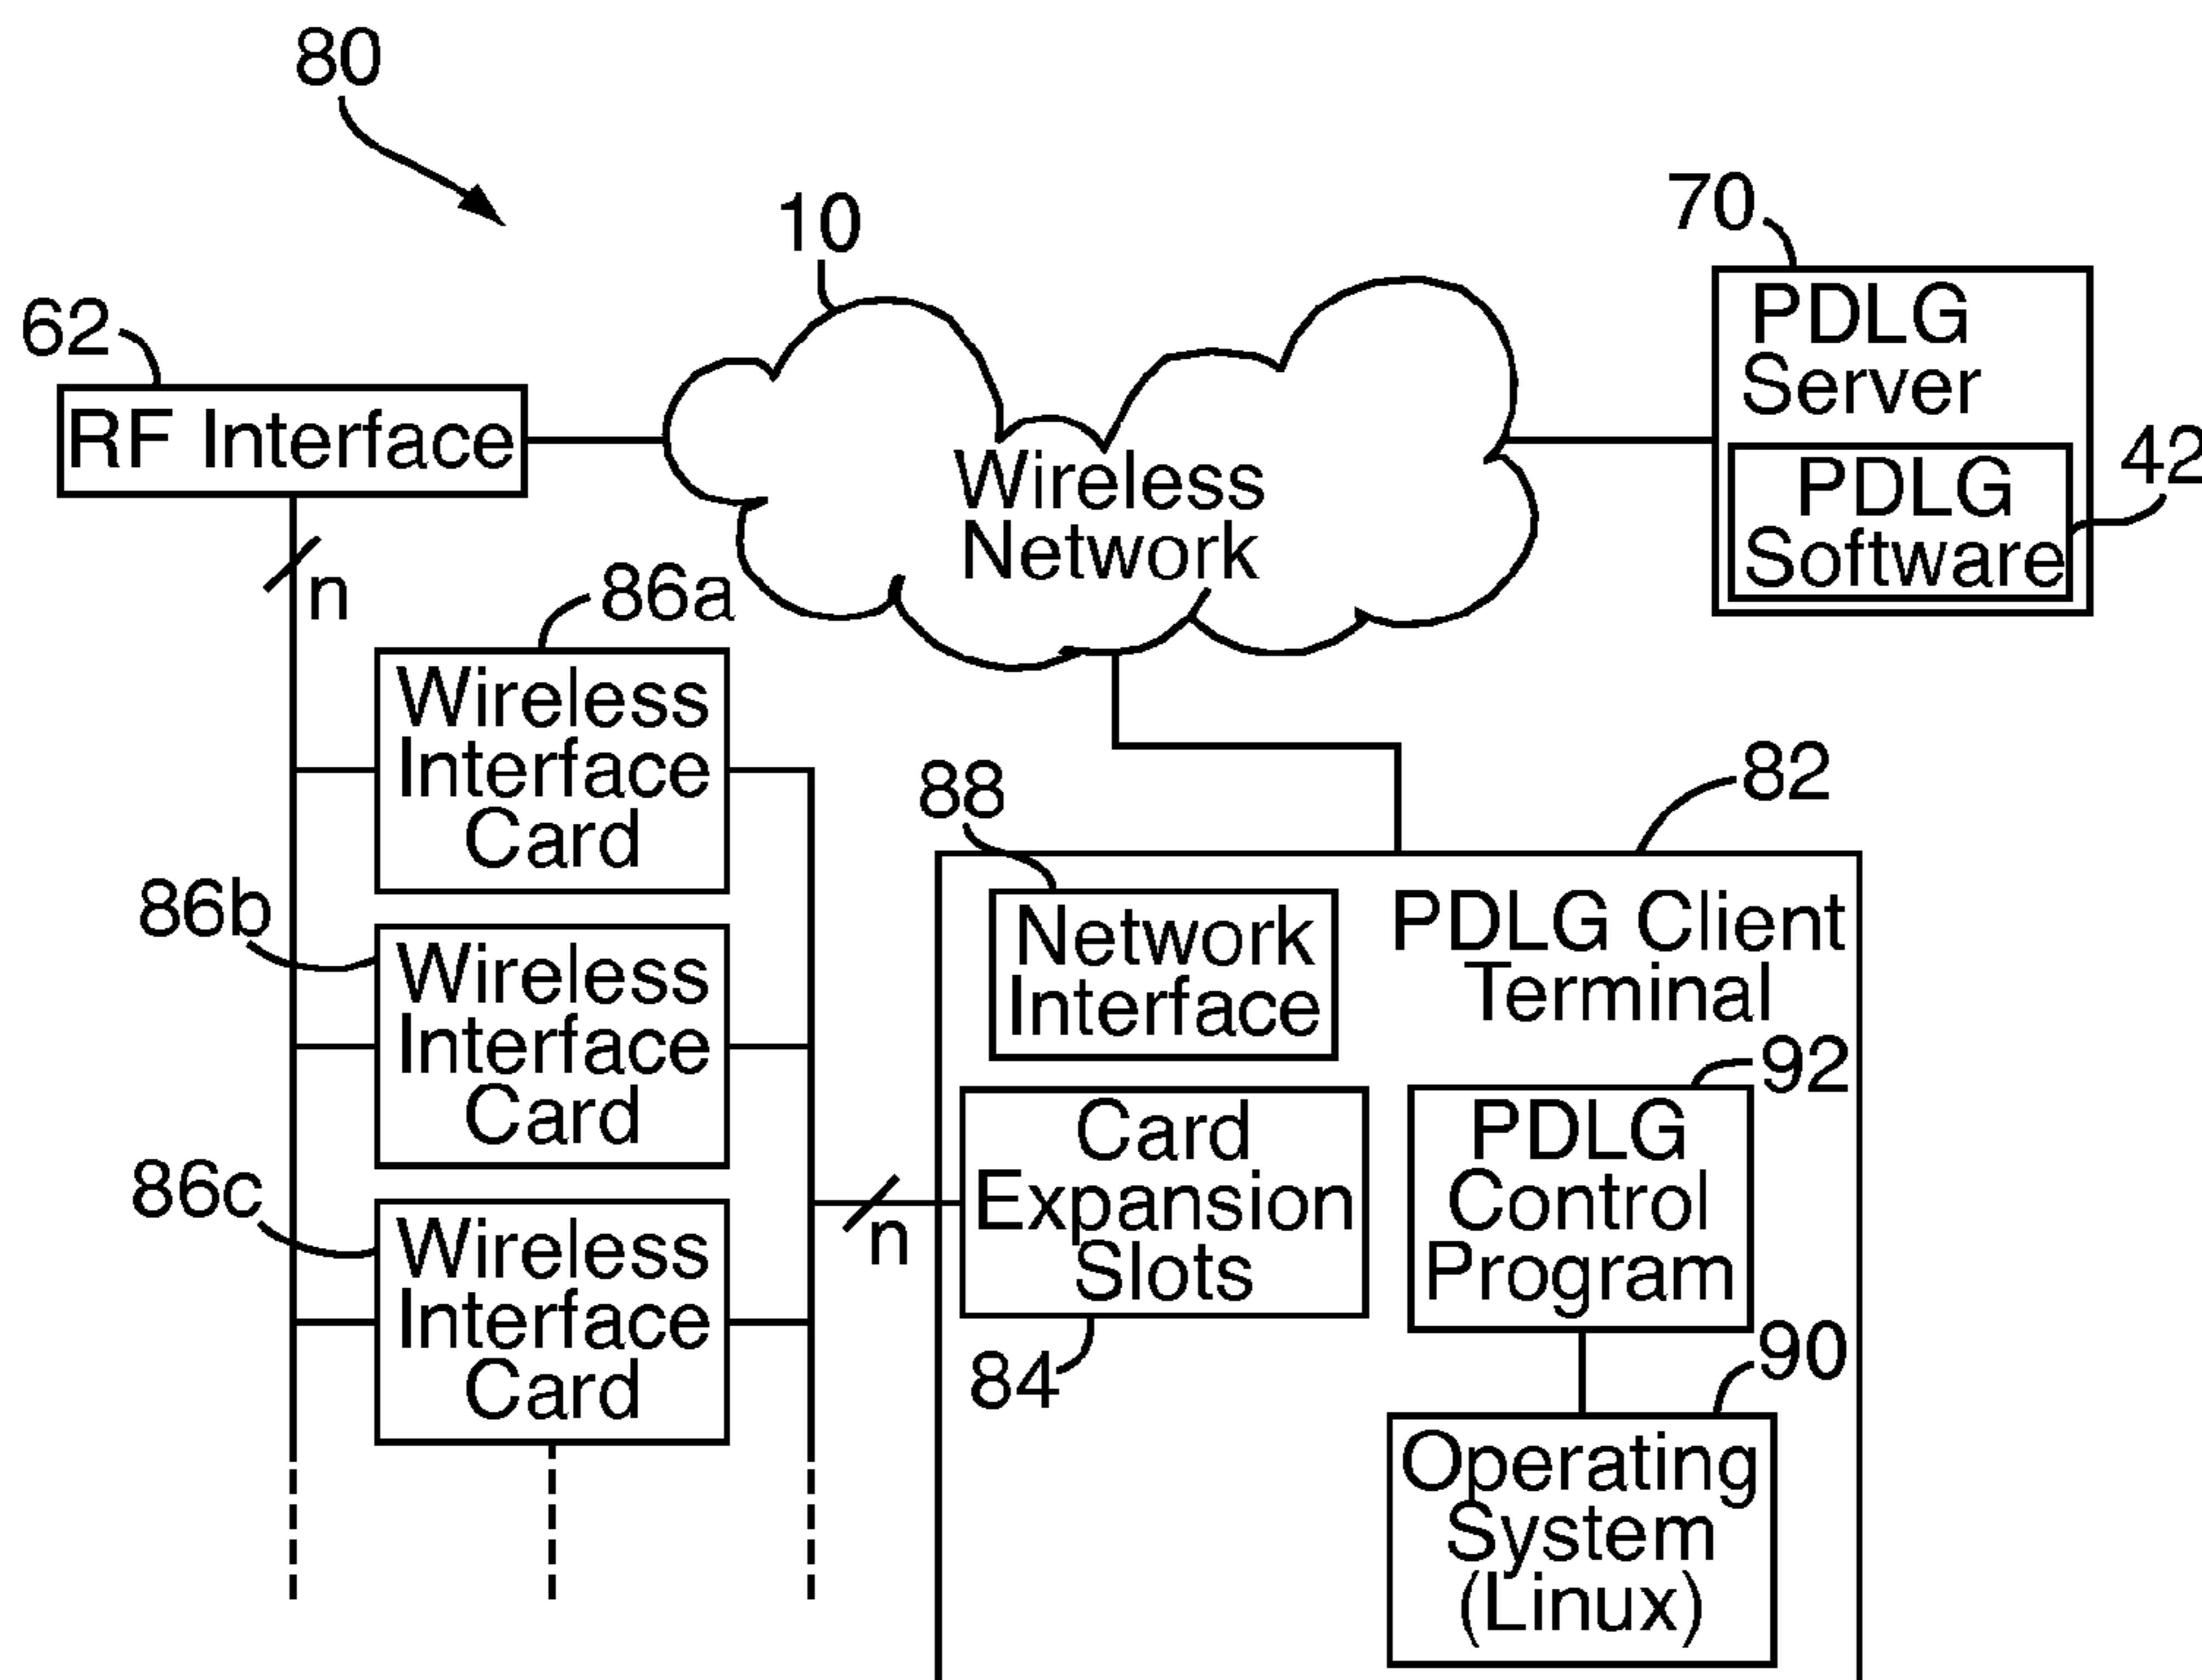 80
10
70
62
RF Interface
PDLG
Server
42
PDLG
Software
Wireless
Network
n
86a
Wireless
Interface
Card
86b
Wireless
Interface
Card
86c
Wireless
Interface
Card
n
88
82
Network
Interface
PDLG Client
Terminal
92
Card
Expansion
Slots
84
PDLG
Control
Program
90
Operating
System
(Linux)